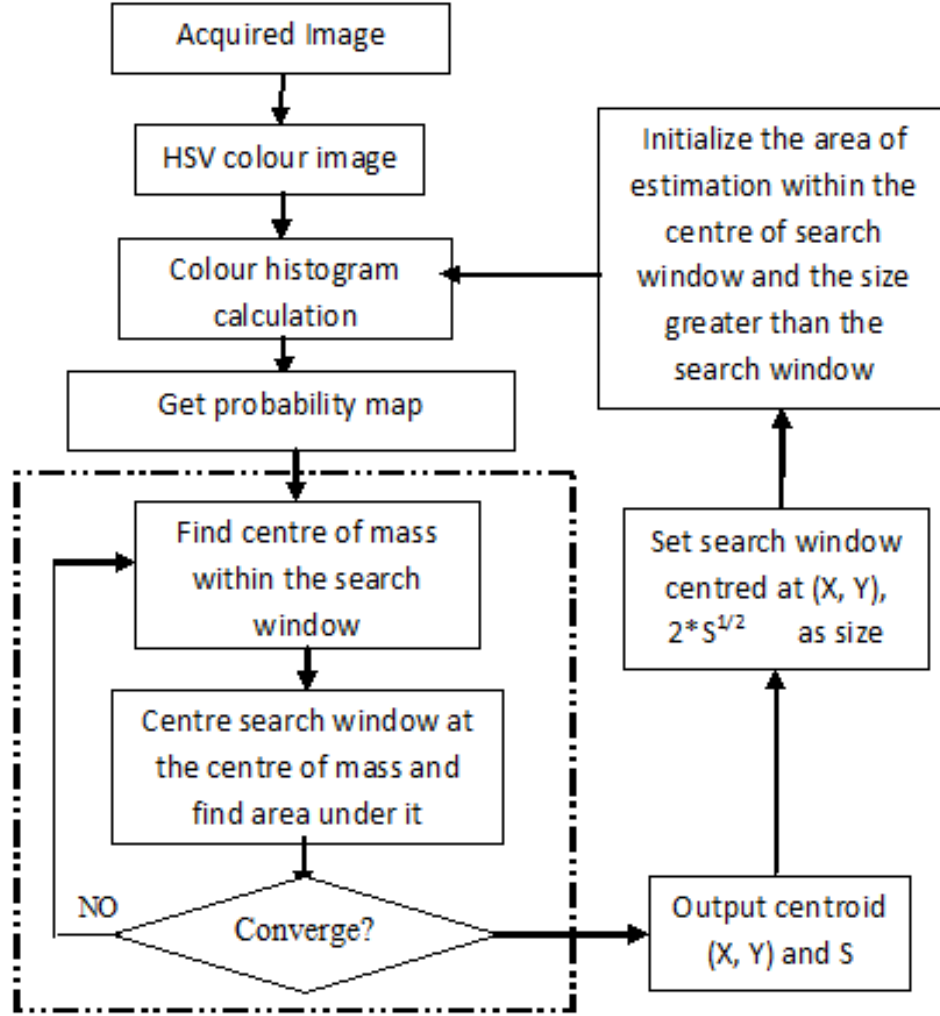 Acquired Image
HSV colour image
Colour histogram
calculation
Get probability map
Find centre of mass
within the search
window
Centre search window at
the centre of mass and
find area under it
Converge?
NO
Output centroid
(X, Y) and S
Set search window
centred at (X, Y),
2*S^{1/2} as size
Initialize the area of
estimation within the
centre of search
window and the size
greater than the
search window